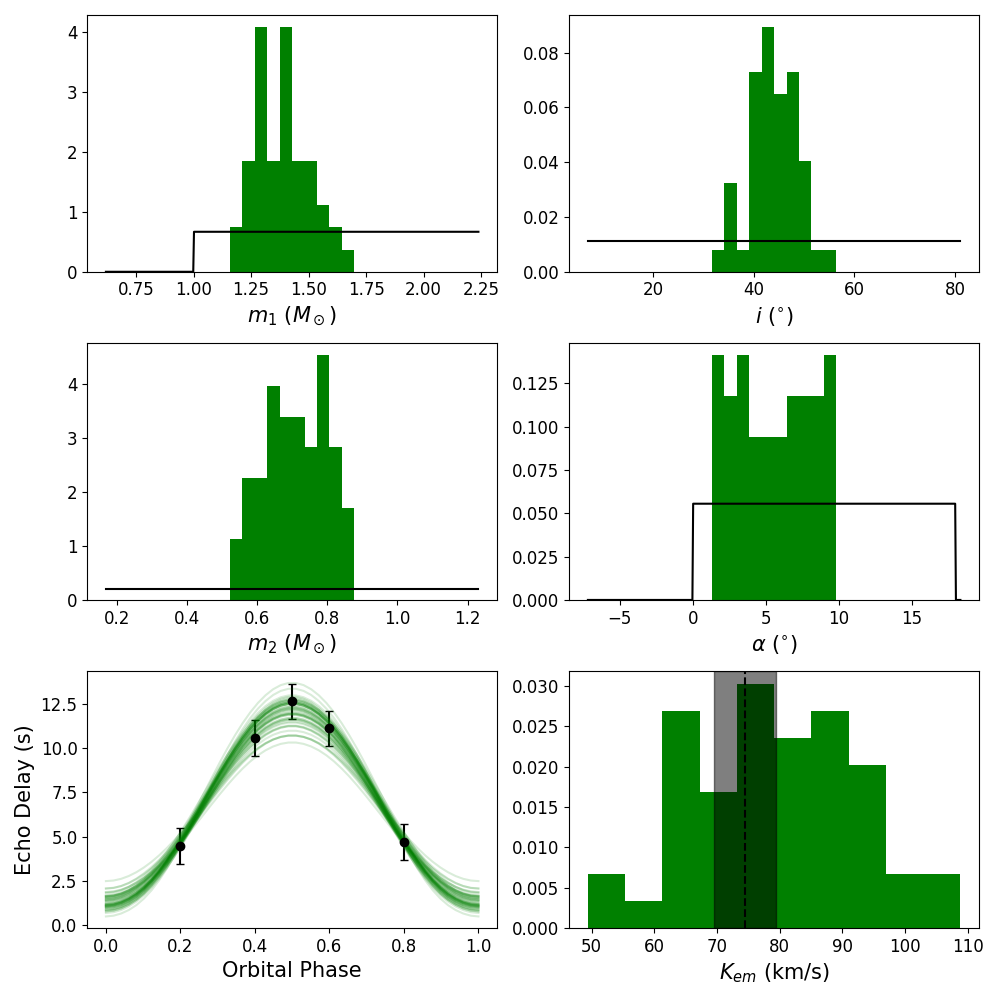 4
3
2
1
0
0.75 1.00 1.25 1.50 1.75 2.00 2.25
m₁ (M⊙)
0.08
0.06
0.04
0.02
0.00
20 40 60 80
i (°)
4
3
2
1
0
0.2 0.4 0.6 0.8 1.0 1.2
m₂ (M⊙)
0.125
0.100
0.075
0.050
0.025
0.000
−5 0 5 10 15
α (°)
Echo Delay (s)
12.5
10.0
7.5
5.0
2.5
0.0
0.0 0.2 0.4 0.6 0.8 1.0
Orbital Phase
0.030
0.025
0.020
0.015
0.010
0.005
0.000
50 60 70 80 90 100 110
K_em (km/s)